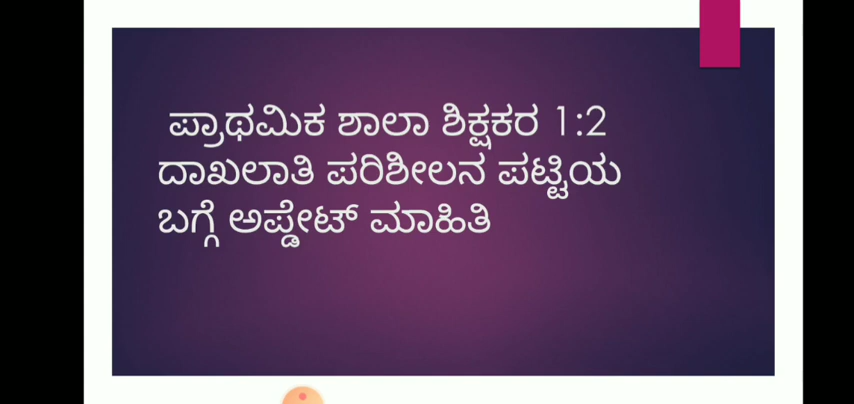 ಪ್ರಾಥಮಿಕ ಶಾಲಾ ಶಿಕ್ಷಕರ 1:2
ದಾಖಲಾತಿ ಪರಿಶೀಲನ ಪಟ್ಟಿಯ
ಬಗ್ಗೆ ಅಪ್ಡೇಟ್ ಮಾಹಿತಿ